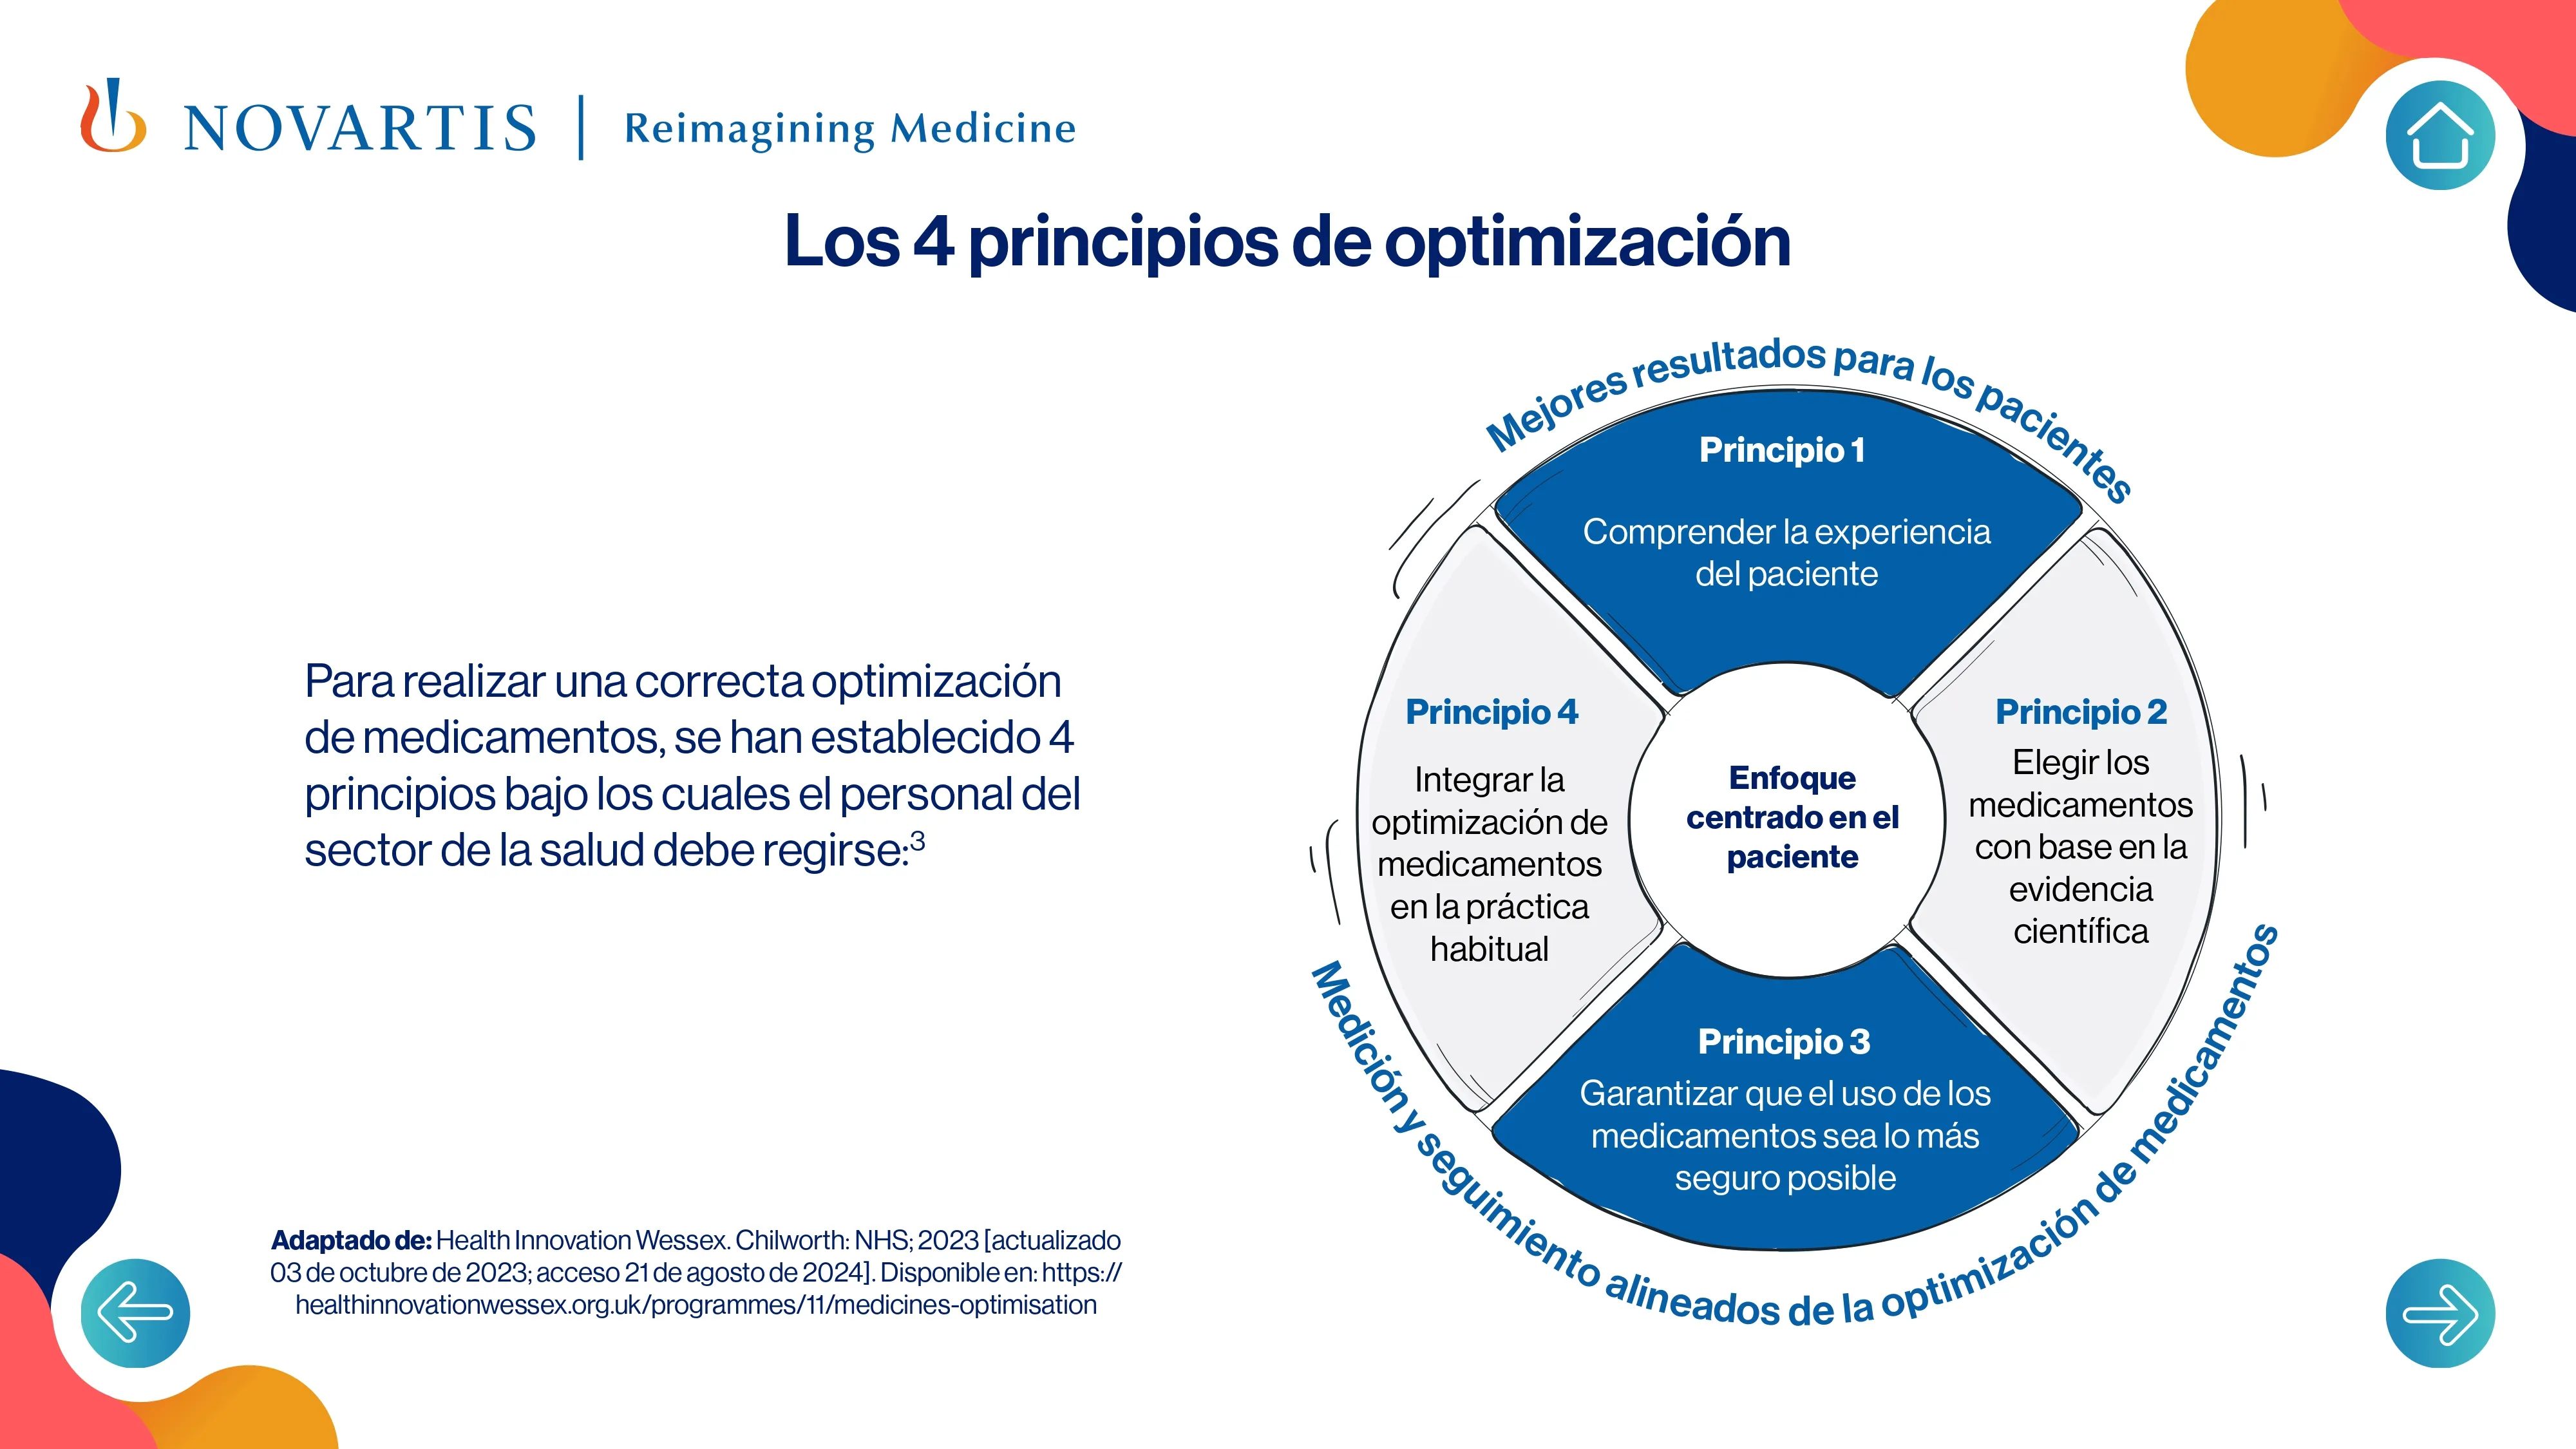 NOVARTIS | Reimagining Medicine
Los 4 principios de optimización
Para realizar una correcta optimización
de medicamentos, se han establecido 4
principios bajo los cuales el personal del
sector de la salud debe regirse:³
Mejores resultados para los pacientes
Principio 1
Comprender la experiencia
del paciente
Principio 2
Elegir los
medicamentos
con base en la
evidencia
científica
Principio 3
Garantizar que el uso de los
medicamentos sea lo más
seguro posible
Principio 4
Integrar la
optimización de
medicamentos
en la práctica
habitual
Enfoque
centrado en el
paciente
Medición y seguimiento alineados de la optimización de medicamentos
Adaptado de: Health Innovation Wessex. Chilworth: NHS; 2023 [actualizado
03 de octubre de 2023; acceso 21 de agosto de 2024]. Disponible en: https://
healthinnovationwessex.org.uk/programmes/11/medicines-optimisation